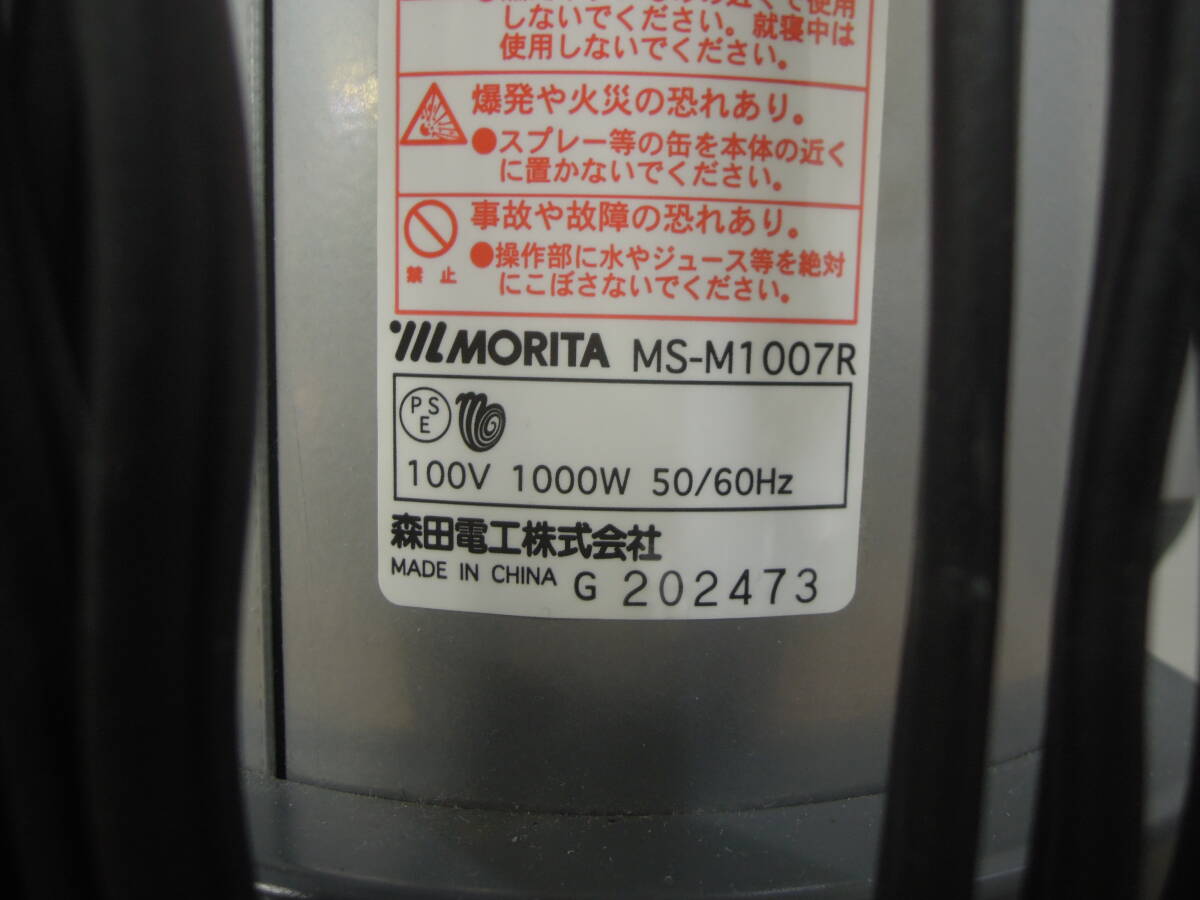 しないでください。就寝中は
使用しないでください。
爆発や火災の恐れあり。
●スプレー等の缶を本体の近く
に置かないでください。
事故や故障の恐れあり。
禁止
●操作部に水やジュース等を絶対
にこぼさないでください。
MORITA MS-M1007R
PSE
100V 1000W 50/60Hz
森田電工株式会社
MADE IN CHINA G 202473